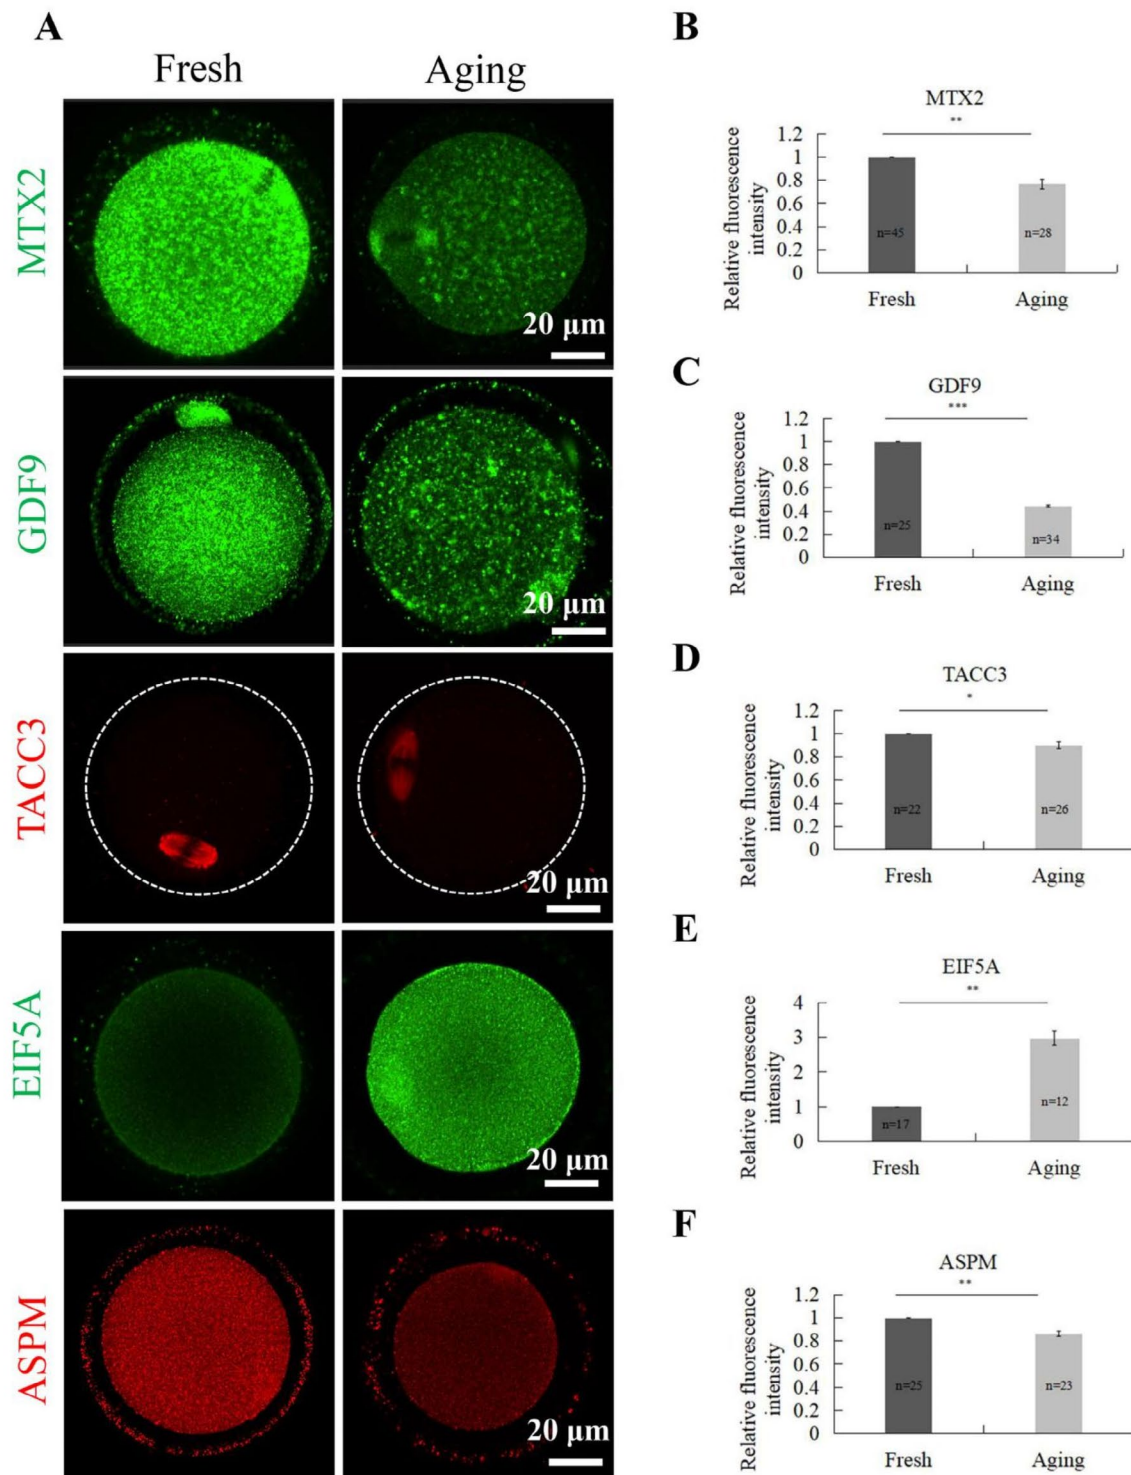 A
Fresh
Aging
MTX2
20 μm
GDF9
20 μm
TACC3
20 μm
EIF5A
20 μm
ASPM
20 μm
B
MTX2
**
Relative fluorescence
intensity
1.2
1
0.8
0.6
0.4
0.2
0
n=45
n=28
Fresh
Aging
C
GDF9
***
Relative fluorescence
intensity
1.2
1
0.8
0.6
0.4
0.2
0
n=25
n=34
Fresh
Aging
D
TACC3
*
Relative fluorescence
intensity
1.2
1
0.8
0.6
0.4
0.2
0
n=22
n=26
Fresh
Aging
E
EIF5A
**
Relative fluorescence
intensity
4
3
2
1
0
n=17
n=12
Fresh
Aging
F
ASPM
**
Relative fluorescence
intensity
1.2
1
0.8
0.6
0.4
0.2
0
n=25
n=23
Fresh
Aging